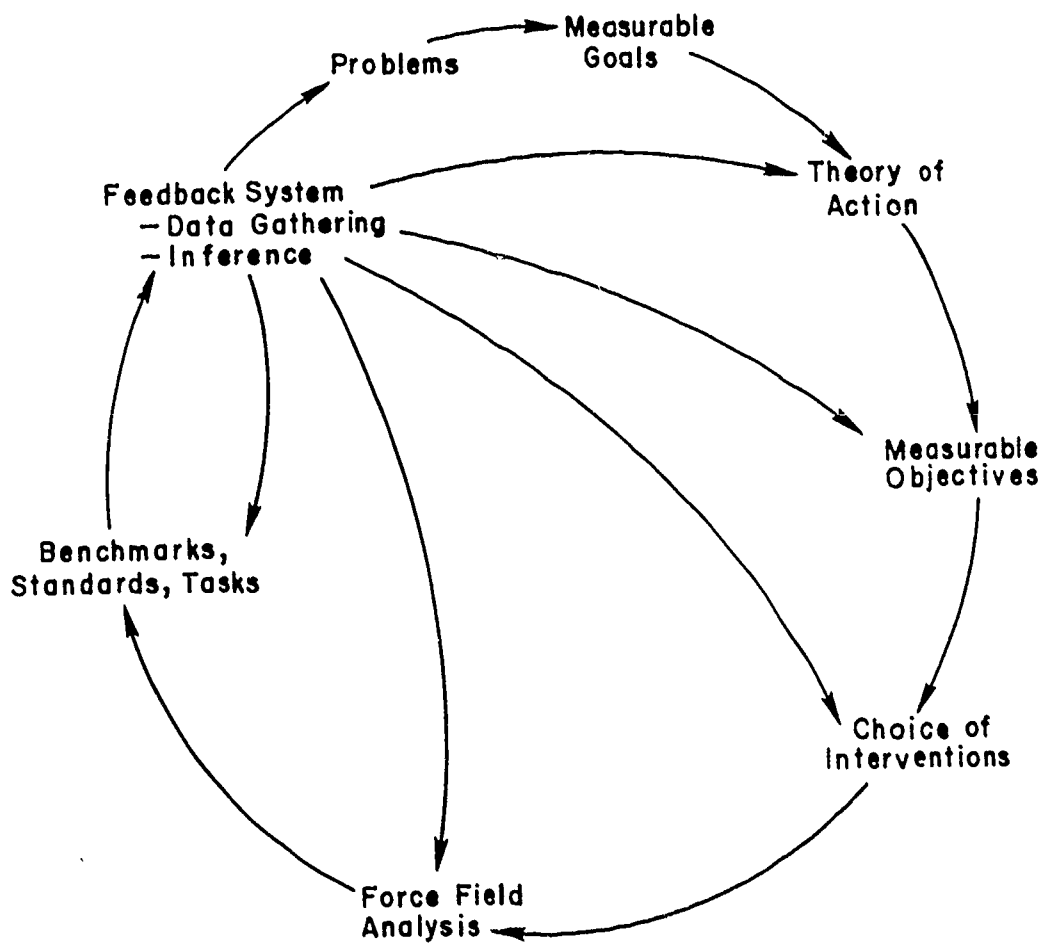 Measurable
Goals
Problems
Theory of
Action
Feedback System
– Data Gathering
– Inference
Measurable
Objectives
Benchmarks,
Standards, Tasks
Choice of
Interventions
Force Field
Analysis